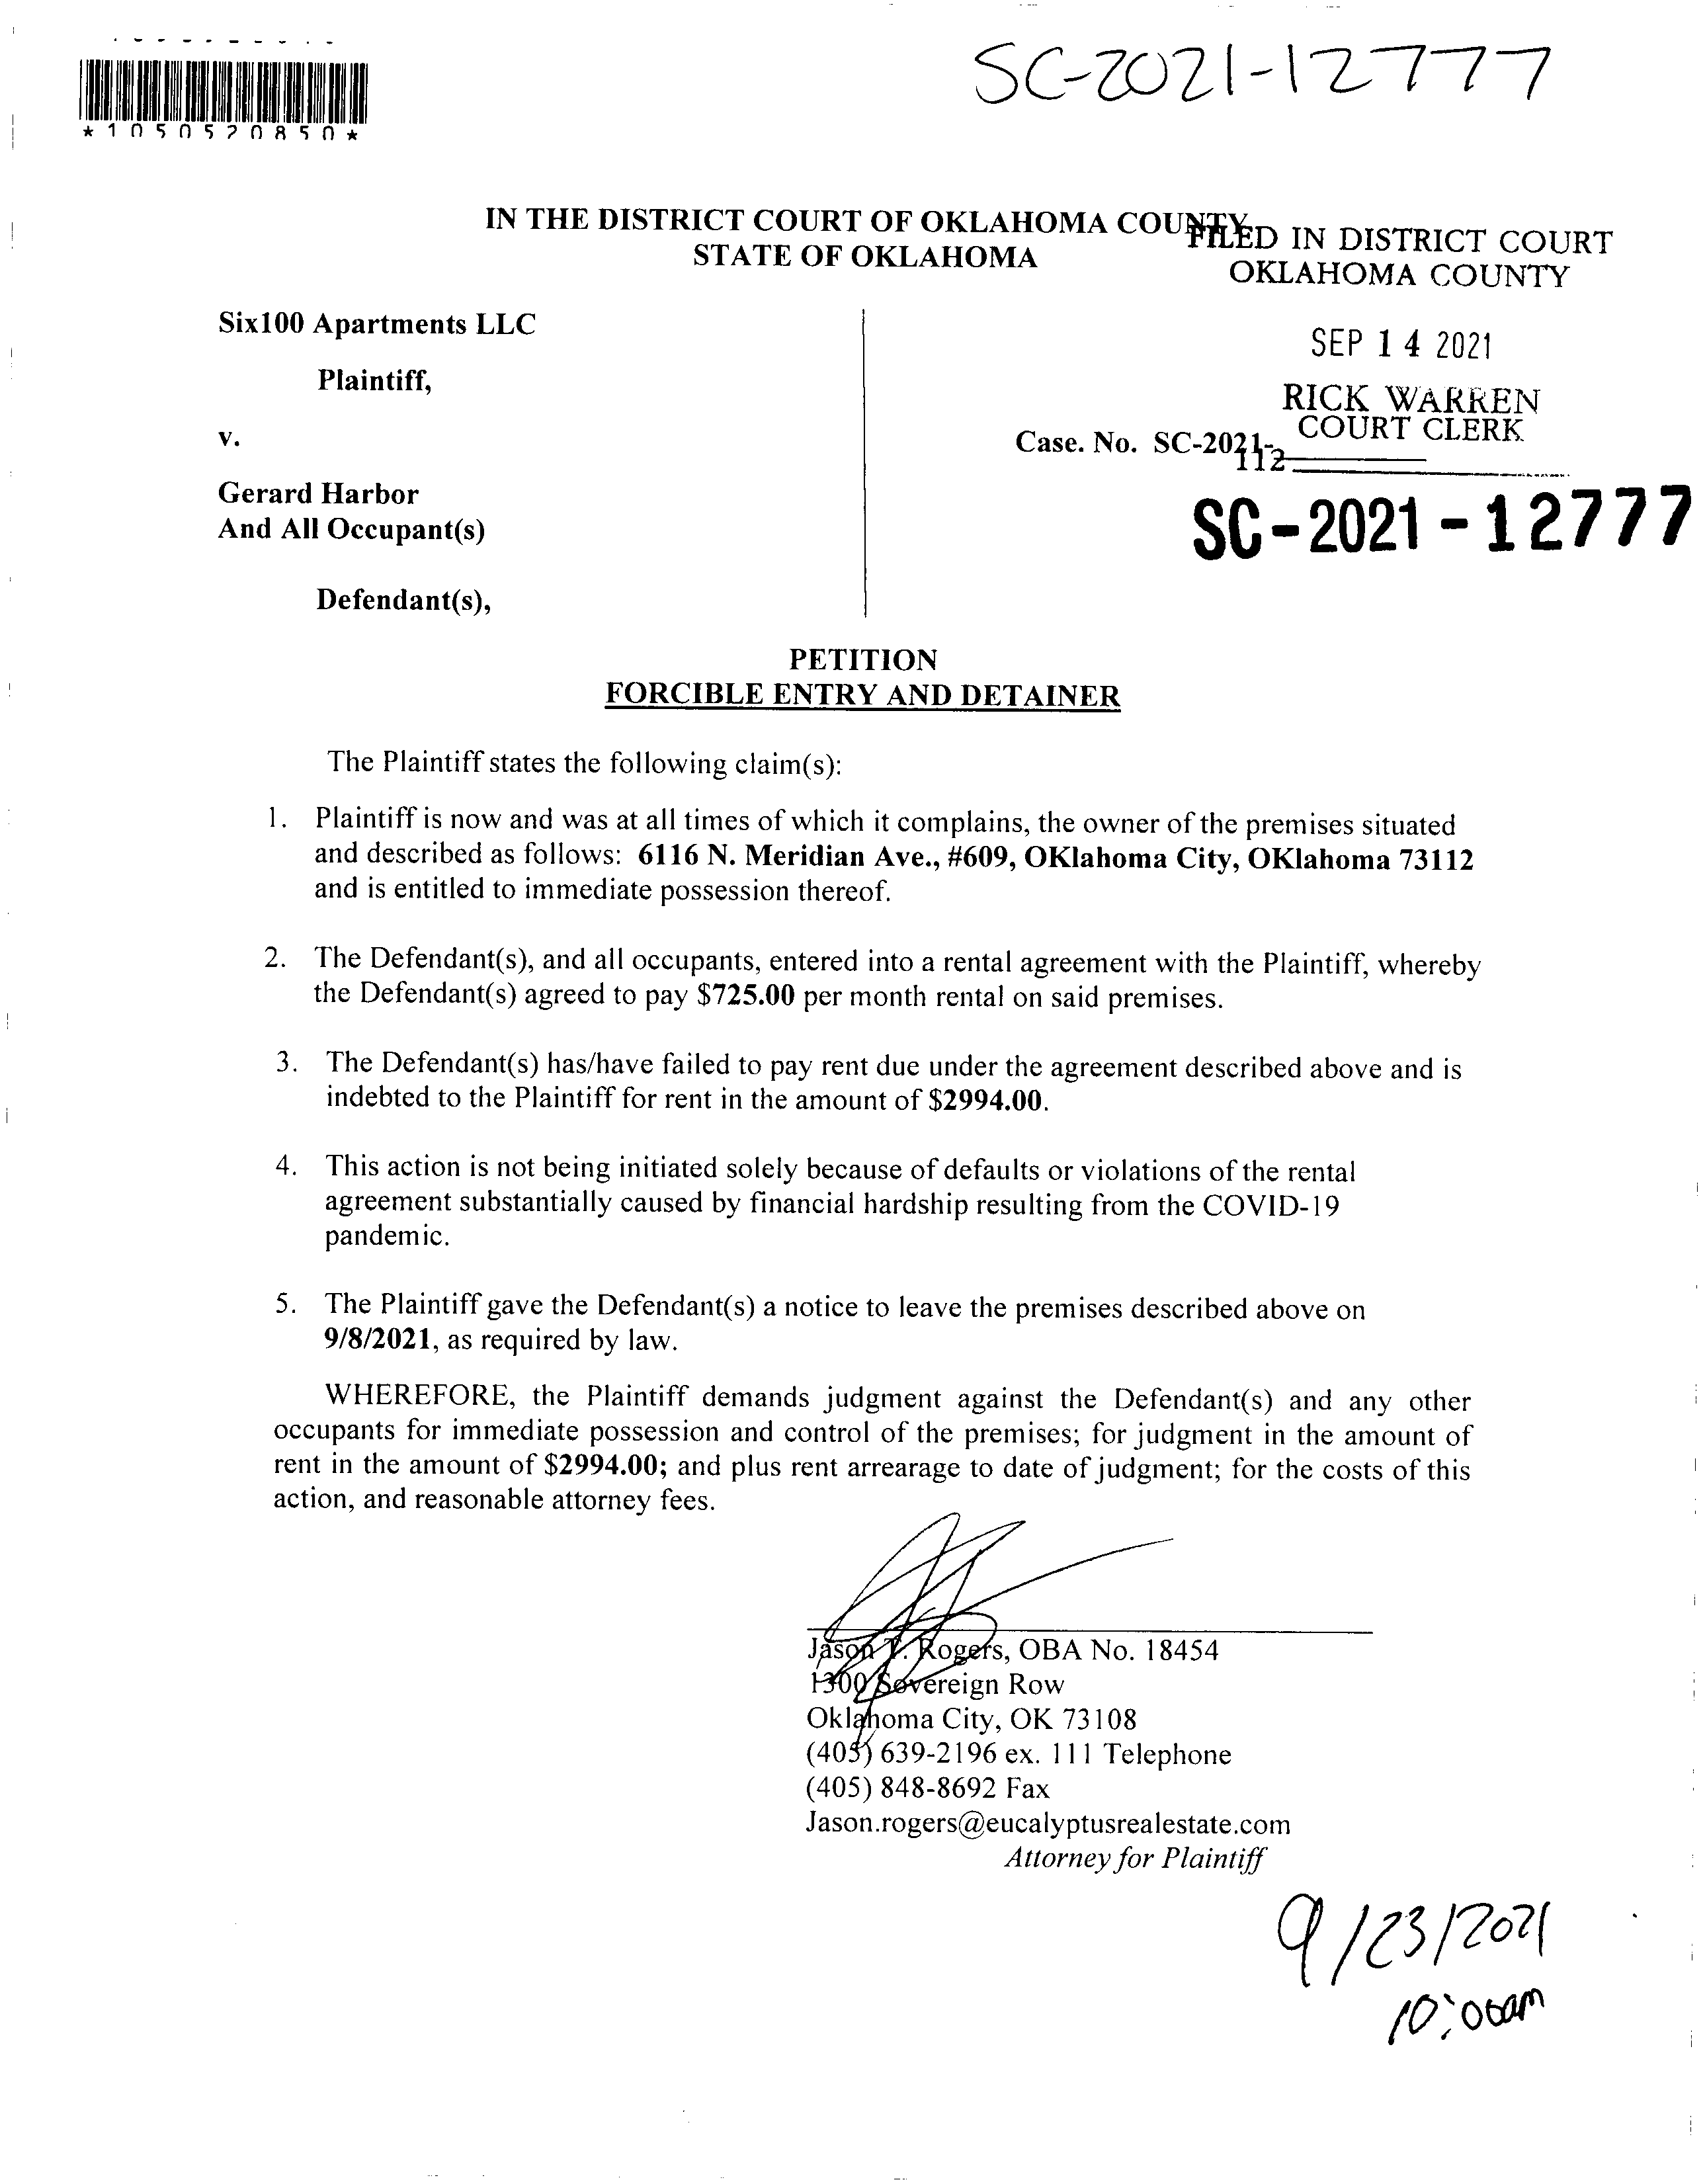 SC-2021-12777
*1050520850*
IN THE DISTRICT COURT OF OKLAHOMA COUNTY
STATE OF OKLAHOMA
FILED IN DISTRICT COURT
OKLAHOMA COUNTY
SEP 14 2021
RICK WARREN
COURT CLERK
112
Six100 Apartments LLC
Plaintiff,
v.
Case. No. SC-2021-
SC-2021-12777
Gerard Harbor
And All Occupant(s)
Defendant(s),
PETITION
FORCIBLE ENTRY AND DETAINER
The Plaintiff states the following claim(s):
1. Plaintiff is now and was at all times of which it complains, the owner of the premises situated
and described as follows: 6116 N. Meridian Ave., #609, OKlahoma City, OKlahoma 73112
and is entitled to immediate possession thereof.
2. The Defendant(s), and all occupants, entered into a rental agreement with the Plaintiff, whereby
the Defendant(s) agreed to pay $725.00 per month rental on said premises.
3. The Defendant(s) has/have failed to pay rent due under the agreement described above and is
indebted to the Plaintiff for rent in the amount of $2994.00.
4. This action is not being initiated solely because of defaults or violations of the rental
agreement substantially caused by financial hardship resulting from the COVID-19
pandemic.
5. The Plaintiff gave the Defendant(s) a notice to leave the premises described above on
9/8/2021, as required by law.
WHEREFORE, the Plaintiff demands judgment against the Defendant(s) and any other
occupants for immediate possession and control of the premises; for judgment in the amount of
rent in the amount of $2994.00; and plus rent arrearage to date of judgment; for the costs of this
action, and reasonable attorney fees.
Jason T. Rogers, OBA No. 18454
1300 Sovereign Row
Oklahoma City, OK 73108
(405) 639-2196 ex. 111 Telephone
(405) 848-8692 Fax
Jason.rogers@eucalyptusrealestate.com
Attorney for Plaintiff
9/23/2021
10:00am